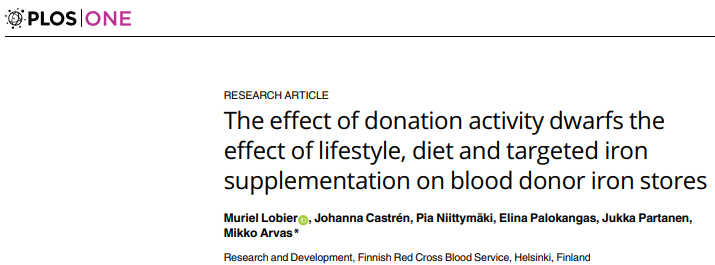 PLOS ONE
RESEARCH ARTICLE
The effect of donation activity dwarfs the
effect of lifestyle, diet and targeted iron
supplementation on blood donor iron stores
Muriel Lobier, Johanna Castrén, Pia Niittymäki, Elina Palokangas, Jukka Partanen,
Mikko Arvas*
Research and Development, Finnish Red Cross Blood Service, Helsinki, Finland